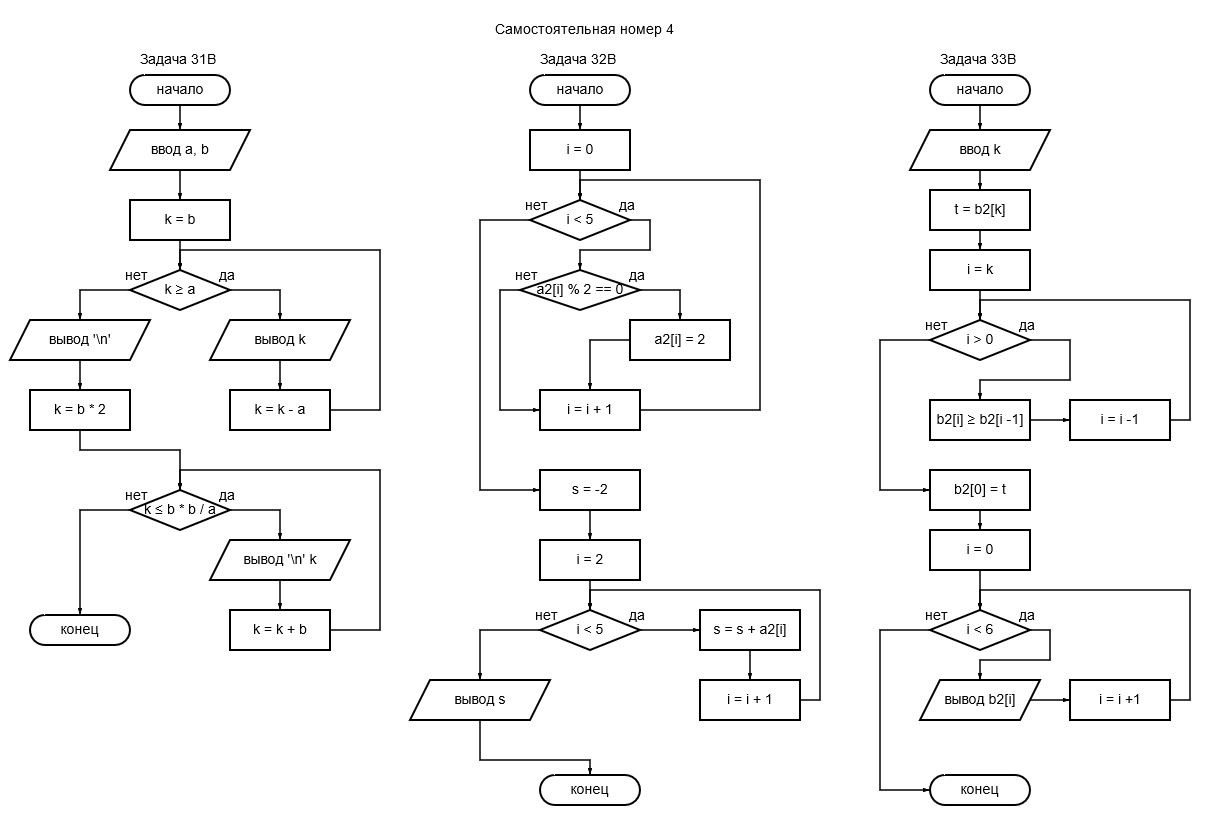 Самостоятельная номер 4
Задача 31В
начало
ввод a, b
k = b
нет
да
k ≥ a
вывод '\n'
вывод k
k = b * 2
k = k - a
нет
да
k ≤ b * b / a
вывод '\n' k
k = k + b
конец
Задача 32В
начало
i = 0
нет
да
i < 5
нет
да
a2[i] % 2 == 0
a2[i] = 2
i = i + 1
s = -2
i = 2
нет
да
i < 5
s = s + a2[i]
i = i + 1
вывод s
конец
Задача 33В
начало
ввод k
t = b2[k]
i = k
нет
да
i > 0
b2[i] ≥ b2[i -1]
i = i -1
b2[0] = t
i = 0
нет
да
i < 6
вывод b2[i]
i = i +1
конец